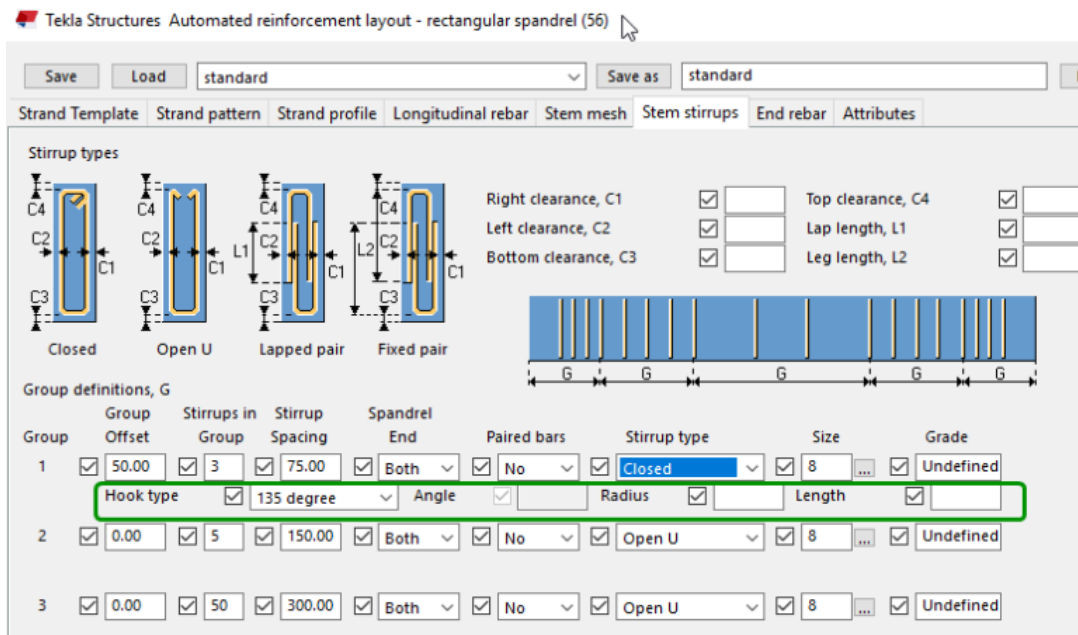 Tekla Structures Automated reinforcement layout - rectangular spandrel (56)
Save Load standard Save as standard
Strand Template Strand pattern Strand profile Longitudinal rebar Stem mesh Stem stirrups End rebar Attributes
Stirrup types
C4 C4 C4 C4
C2 C1 C2 C1 L1 C2 C1 L2 C2 C1
C3 C3 C3 C3
Closed Open U Lapped pair Fixed pair
Right clearance, C1 Top clearance, C4
Left clearance, C2 Lap length, L1
Bottom clearance, C3 Leg length, L2
G G G G G
Group definitions, G
Group Stirrups in Stirrup Spandrel
Group Offset Group Spacing End Paired bars Stirrup type Size Grade
1 50.00 3 75.00 Both No Closed 8 ... Undefined
Hook type 135 degree Angle Radius Length
2 0.00 5 150.00 Both No Open U 8 ... Undefined
3 0.00 50 300.00 Both No Open U 8 ... Undefined